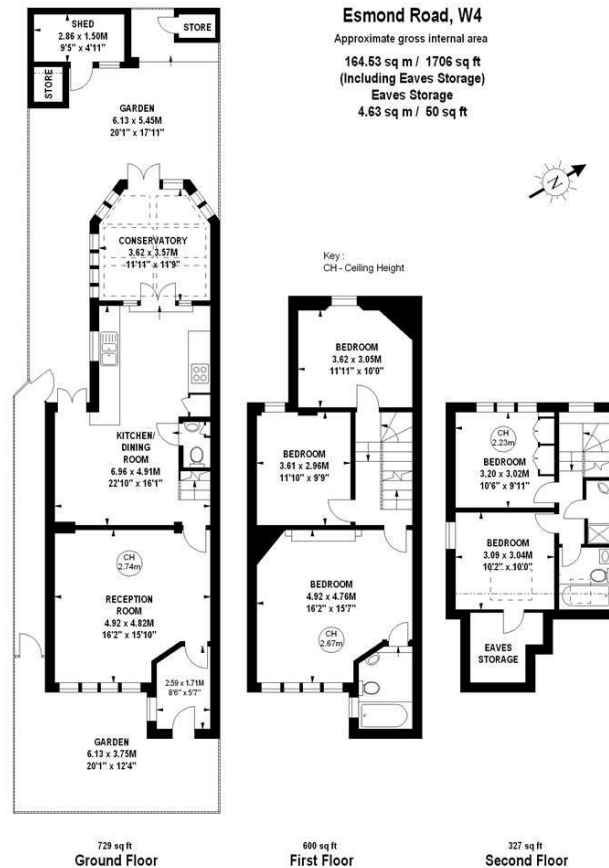 Esmond Road, W4
Approximate gross internal area
164.53 sq m / 1706 sq ft
(Including Eaves Storage)
Eaves Storage
4.63 sq m / 50 sq ft
N
Key :
CH - Ceiling Height
SHED
2.86 x 1.50M
9'5" x 4'11"
STORE
STORE
GARDEN
6.13 x 5.45M
20'1" x 17'11"
CONSERVATORY
3.62 x 3.57M
11'11" x 11'9"
KITCHEN/
DINING
ROOM
6.96 x 4.91M
22'10" x 16'1"
CH
2.74m
RECEPTION
ROOM
4.92 x 4.82M
16'2" x 15'10"
2.59 x 1.71M
8'6" x 5'7"
GARDEN
6.13 x 3.75M
20'1" x 12'4"
729 sq ft
Ground Floor
BEDROOM
3.62 x 3.05M
11'11" x 10'0"
BEDROOM
3.61 x 2.96M
11'10" x 9'9"
BEDROOM
4.92 x 4.76M
16'2" x 15'7"
CH
2.67m
600 sq ft
First Floor
CH
2.23m
BEDROOM
3.20 x 3.02M
10'6" x 9'11"
BEDROOM
3.09 x 3.04M
10'2" x 10'0"
EAVES
STORAGE
327 sq ft
Second Floor